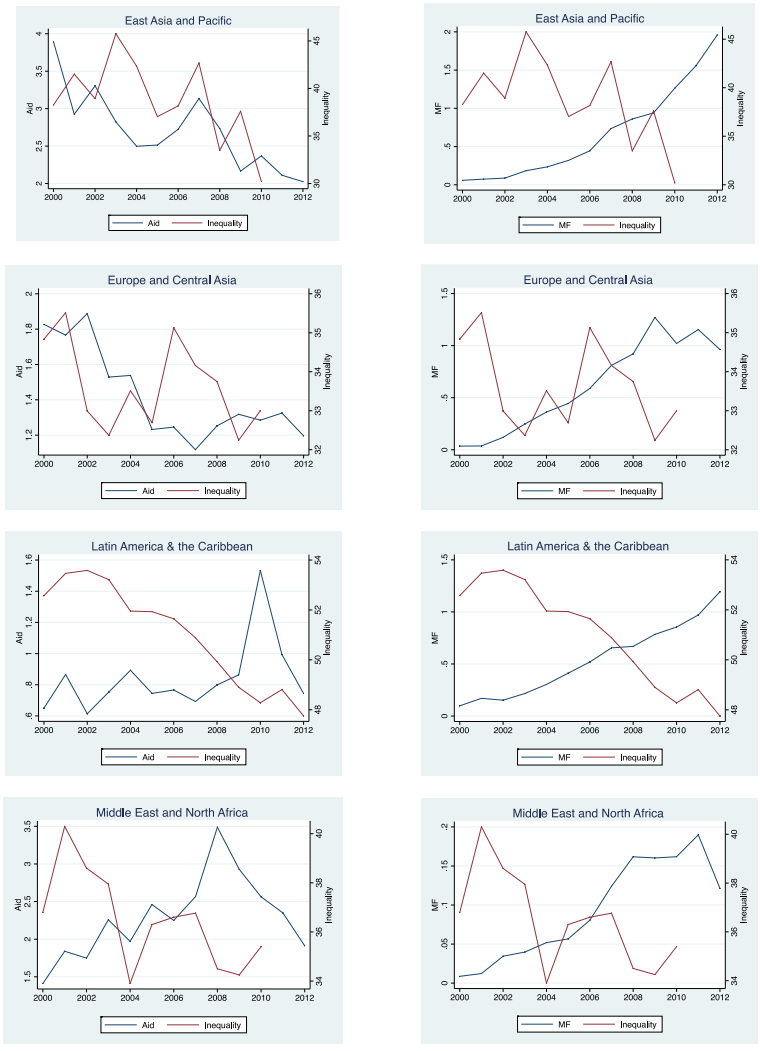 East Asia and Pacific
Aid
4
3.5
3
2.5
2
Inequality
45
40
35
30
2000 2002 2004 2006 2008 2010 2012
Aid Inequality
East Asia and Pacific
MF
2
1.5
1
.5
0
Inequality
45
40
35
30
2000 2002 2004 2006 2008 2010 2012
MF Inequality
Europe and Central Asia
Aid
2
1.8
1.6
1.4
1.2
Inequality
36
35
34
33
32
2000 2002 2004 2006 2008 2010 2012
Aid Inequality
Europe and Central Asia
MF
1.5
1
.5
0
Inequality
36
35
34
33
32
2000 2002 2004 2006 2008 2010 2012
MF Inequality
Latin America & the Caribbean
Aid
1.6
1.4
1.2
1
.8
.6
Inequality
54
52
50
48
2000 2002 2004 2006 2008 2010 2012
Aid Inequality
Latin America & the Caribbean
MF
1.5
1
.5
0
Inequality
54
52
50
48
2000 2002 2004 2006 2008 2010 2012
MF Inequality
Middle East and North Africa
Aid
3.5
3
2.5
2
1.5
Inequality
40
38
36
34
2000 2002 2004 2006 2008 2010 2012
Aid Inequality
Middle East and North Africa
MF
.2
.15
.1
.05
0
Inequality
40
38
36
34
2000 2002 2004 2006 2008 2010 2012
MF Inequality